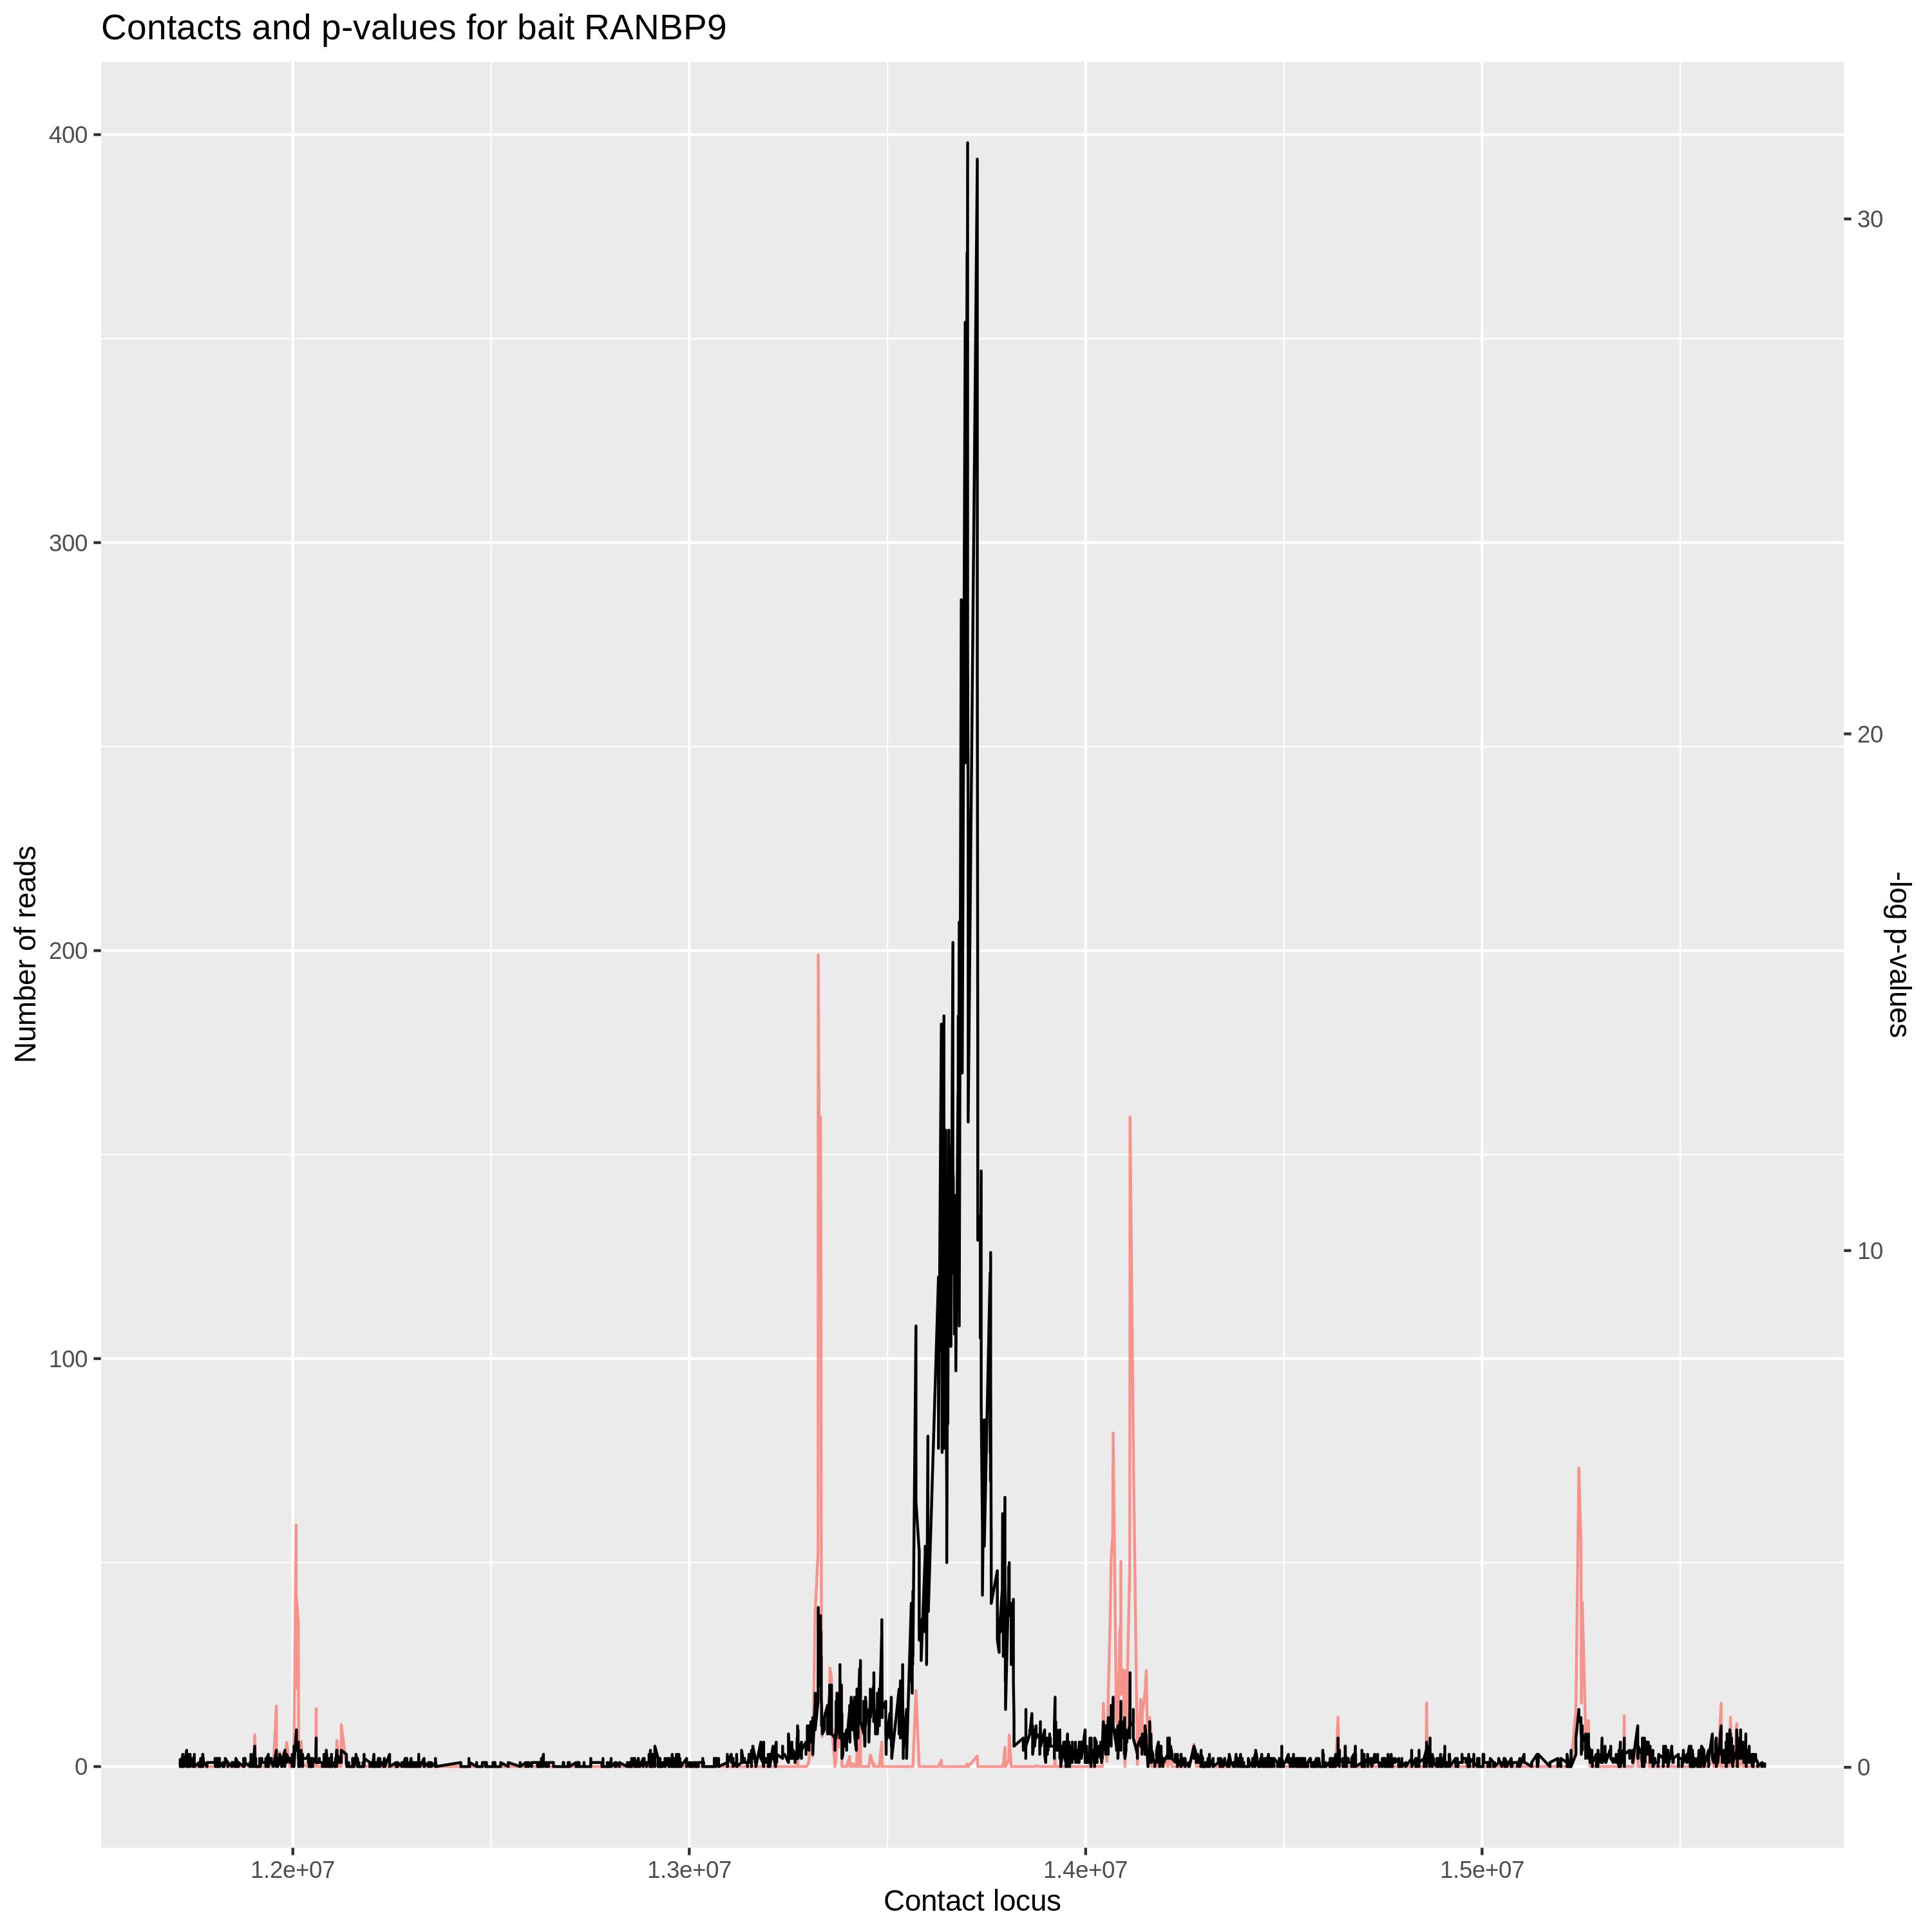 Contacts and p-values for bait RANBP9
400
300
200
100
0
Number of reads
30
20
10
0
-log p-values
1.2e+07
1.3e+07
1.4e+07
1.5e+07
Contact locus